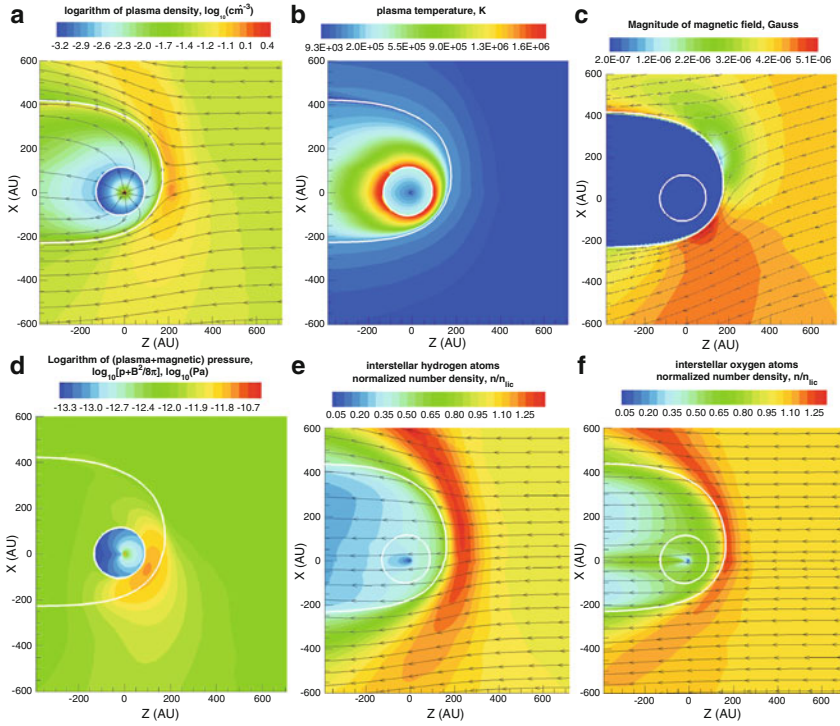 a
logarithm of plasma density, log10(cm^-3)
-3.2 -2.9 -2.6 -2.3 -2.0 -1.7 -1.2 -0.4 0.4
600
400
200
0
-200
-400
-600
X (AU)
-200 0 200 400 600
Z (AU)
b
plasma temperature, K
9.3E+03 2.0E+05 5.5E+05 9.0E+05 1.3E+06 1.6E+06
600
400
200
0
-200
-400
-600
X (AU)
-200 0 200 400 600
Z (AU)
c
Magnitude of magnetic field, Gauss
2.0E-07 1.2E-06 2.2E-06 3.2E-06 4.2E-06 5.1E-06
600
400
200
0
-200
-400
-600
X (AU)
-200 0 200 400 600
Z (AU)
d
Logarithm of (plasma+magnetic) pressure,
log10[p+B²/8π], log10(Pa)
-13.3 -13.0 -12.7 -12.4 -12.0 -11.9 -11.8 -10.7
600
400
200
0
-200
-400
-600
X (AU)
-200 0 200 400 600
Z (AU)
e
interstellar hydrogen atoms
normalized number density, n/nlic
0.05 0.20 0.35 0.50 0.65 0.80 0.95 1.10 1.25
600
400
200
0
-200
-400
-600
X (AU)
-200 0 200 400 600
Z (AU)
f
interstellar oxygen atoms
normalized number density, n/nlic
0.05 0.20 0.35 0.50 0.65 0.80 0.95 1.10 1.25
600
400
200
0
-200
-400
-600
X (AU)
-200 0 200 400 600
Z (AU)